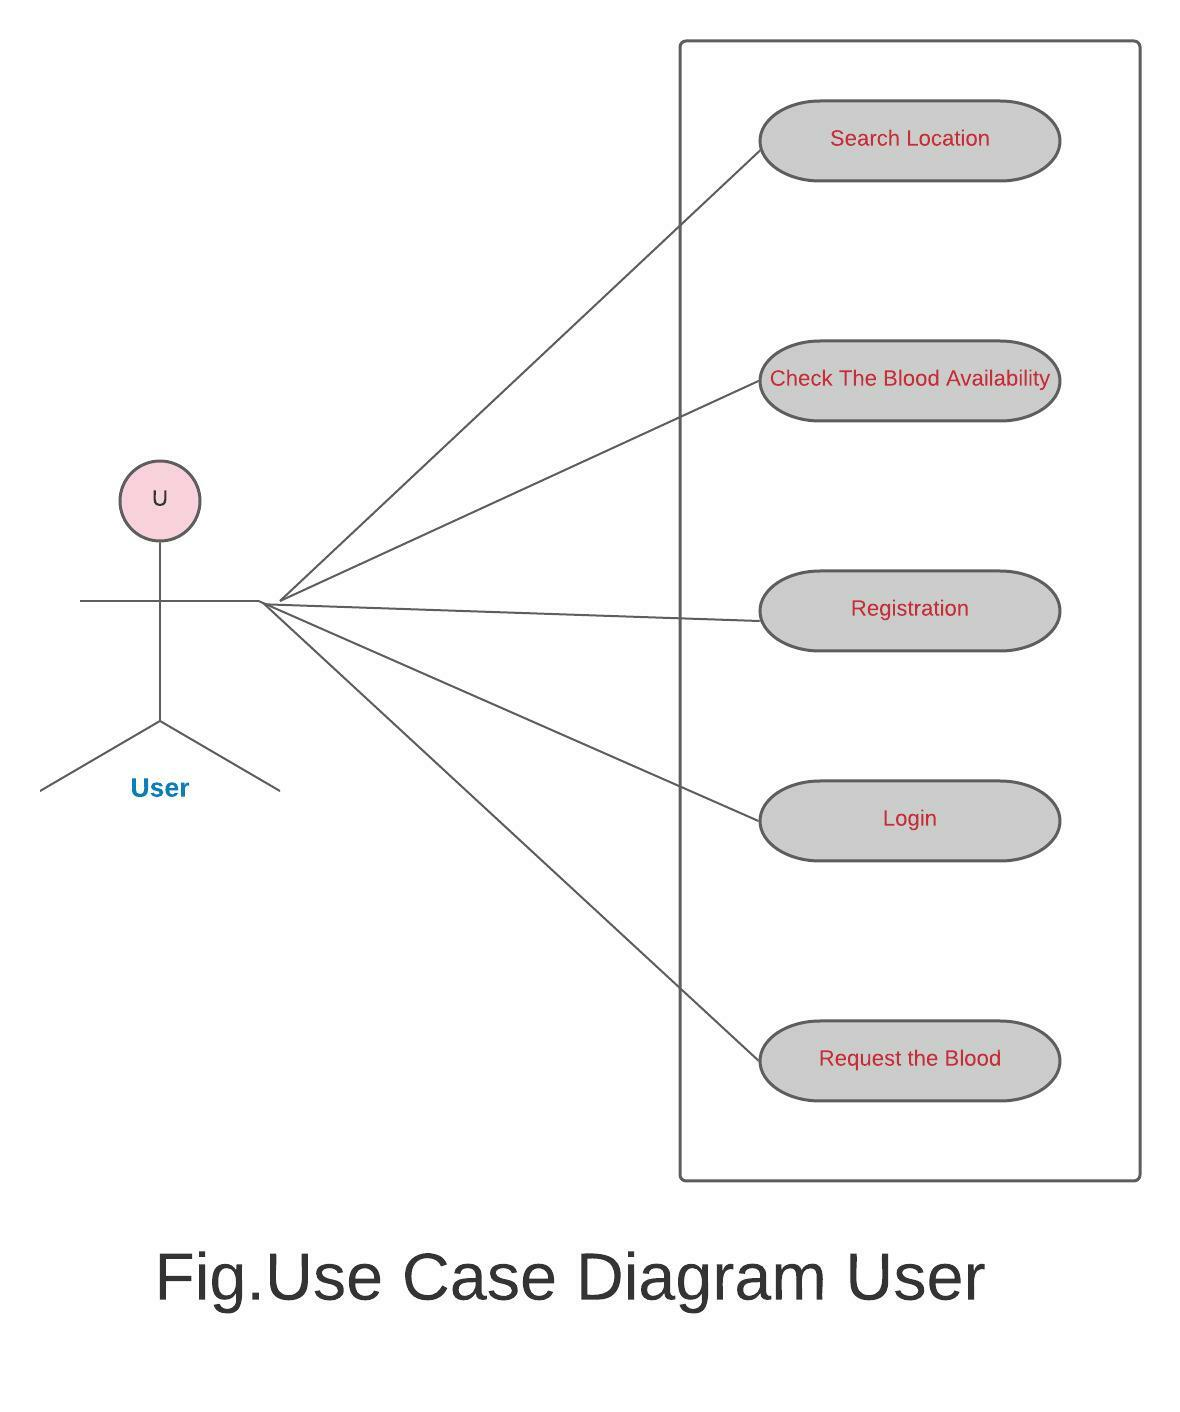 Search Location
Check The Blood Availability
U
Registration
User
Login
Request the Blood
Fig.Use Case Diagram User